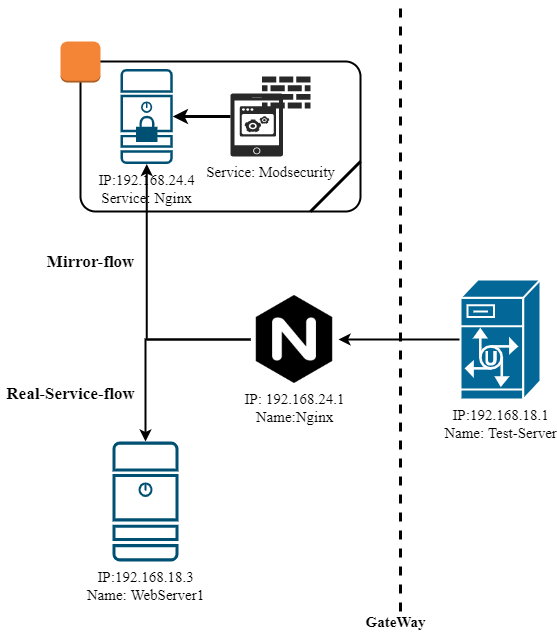 IP:192.168.24.4
Service: Nginx
Service: Modsecurity
Mirror-flow
N
IP: 192.168.24.1
Name:Nginx
U
IP:192.168.18.1
Name: Test-Server
Real-Service-flow
IP:192.168.18.3
Name: WebServer1
GateWay